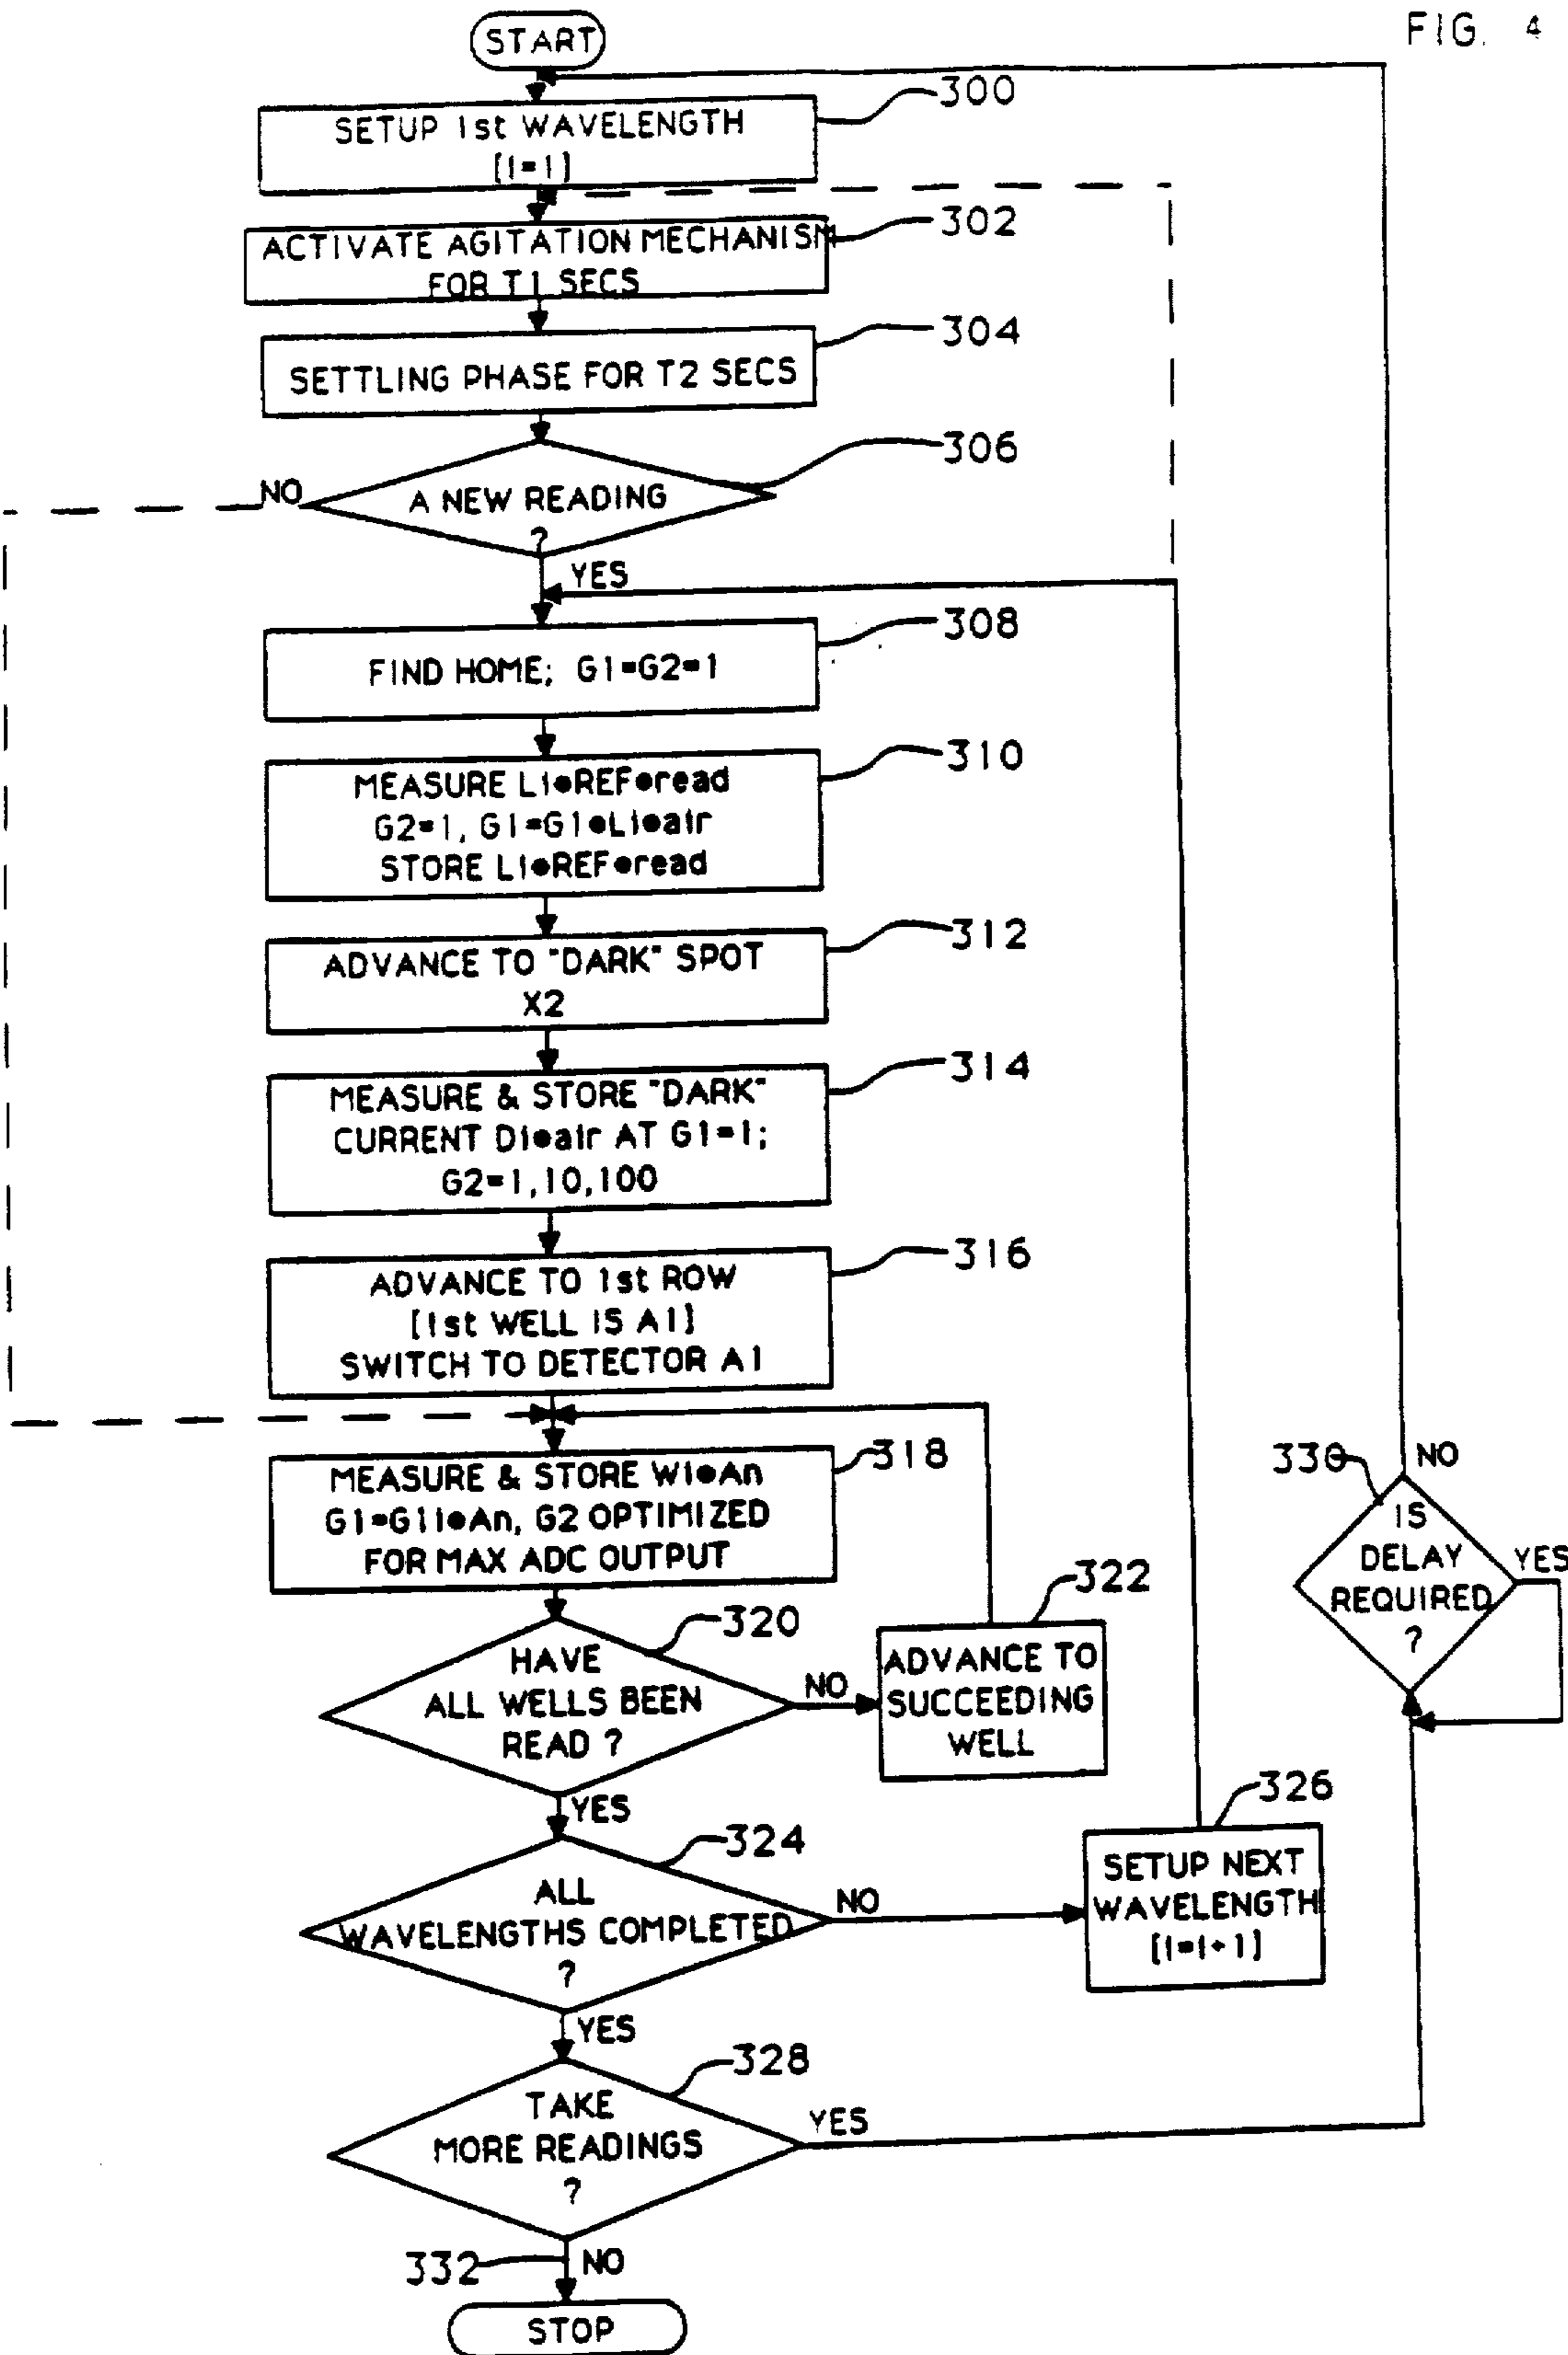 FIG. 4
START
300
SETUP 1st WAVELENGTH
[I=1]
302
ACTIVATE AGITATION MECHANISM
FOR T1 SECS
304
SETTLING PHASE FOR T2 SECS
306
NO
A NEW READING
?
YES
308
FIND HOME; G1=G2=1
310
MEASURE Li•REF•read
G2=1, G1=G1•Li•air
STORE Li•REF•read
312
ADVANCE TO "DARK" SPOT
X2
314
MEASURE & STORE "DARK"
CURRENT Di•air AT G1=1;
G2=1,10,100
316
ADVANCE TO 1st ROW
[1st WELL IS A1]
SWITCH TO DETECTOR A1
318
MEASURE & STORE Wi•An
G1=G1i•An, G2 OPTIMIZED
FOR MAX ADC OUTPUT
320
HAVE
ALL WELLS BEEN
READ ?
NO
322
ADVANCE TO
SUCCEEDING
WELL
YES
324
ALL
WAVELENGTHS COMPLETED
?
NO
326
SETUP NEXT
WAVELENGTH
[I=I+1]
YES
328
TAKE
MORE READINGS
?
YES
330
NO
IS
DELAY
REQUIRED
?
YES
332
NO
STOP